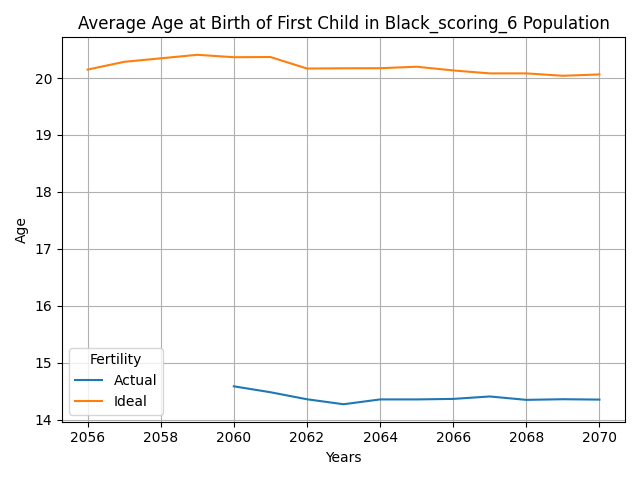 Average Age at Birth of First Child in Black_scoring_6 Population
Age
20
19
18
17
16
15
14
Fertility
Actual
Ideal
2056 2058 2060 2062 2064 2066 2068 2070
Years